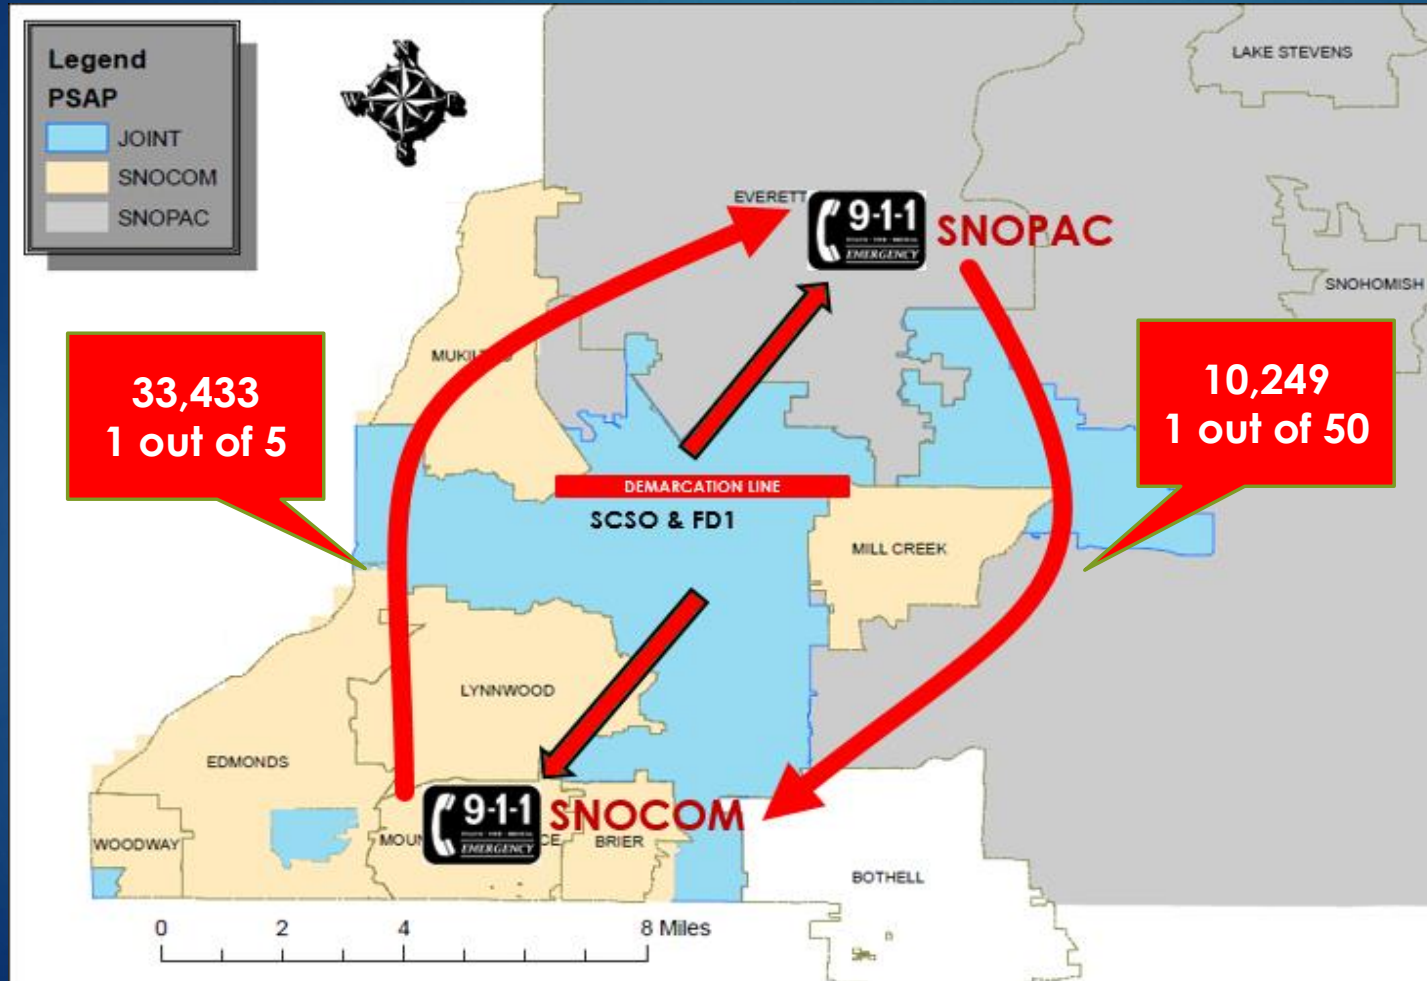 Legend
PSAP
JOINT
SNOCOM
SNOPAC
N
W
E
S
LAKE STEVENS
EVERETT
9-1-1
EMERGENCY
SNOPAC
SNOHOMISH
33,433
1 out of 5
10,249
1 out of 50
DEMARCATION LINE
SCSO & FD1
MILL CREEK
LYNNWOOD
EDMONDS
9-1-1
EMERGENCY
SNOCOM
WOODWAY
BRIER
BOTHELL
0 2 4 8 Miles